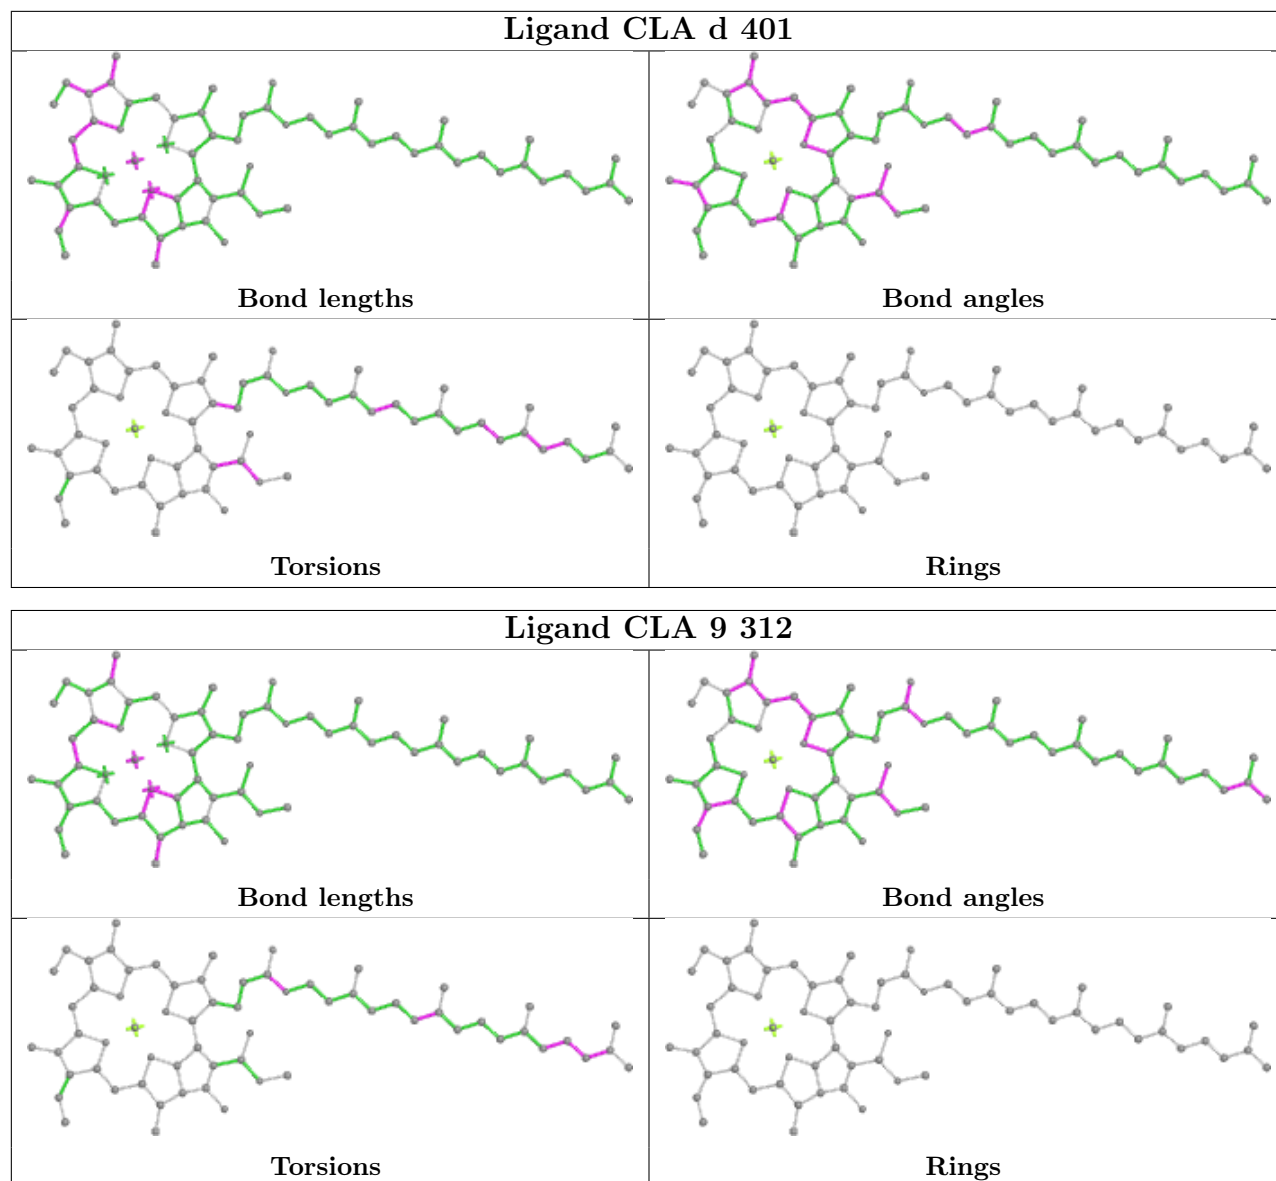 Ligand CLA d 401
Bond lengths
Bond angles
Torsions
Rings
Ligand CLA 9 312
Bond lengths
Bond angles
Torsions
Rings